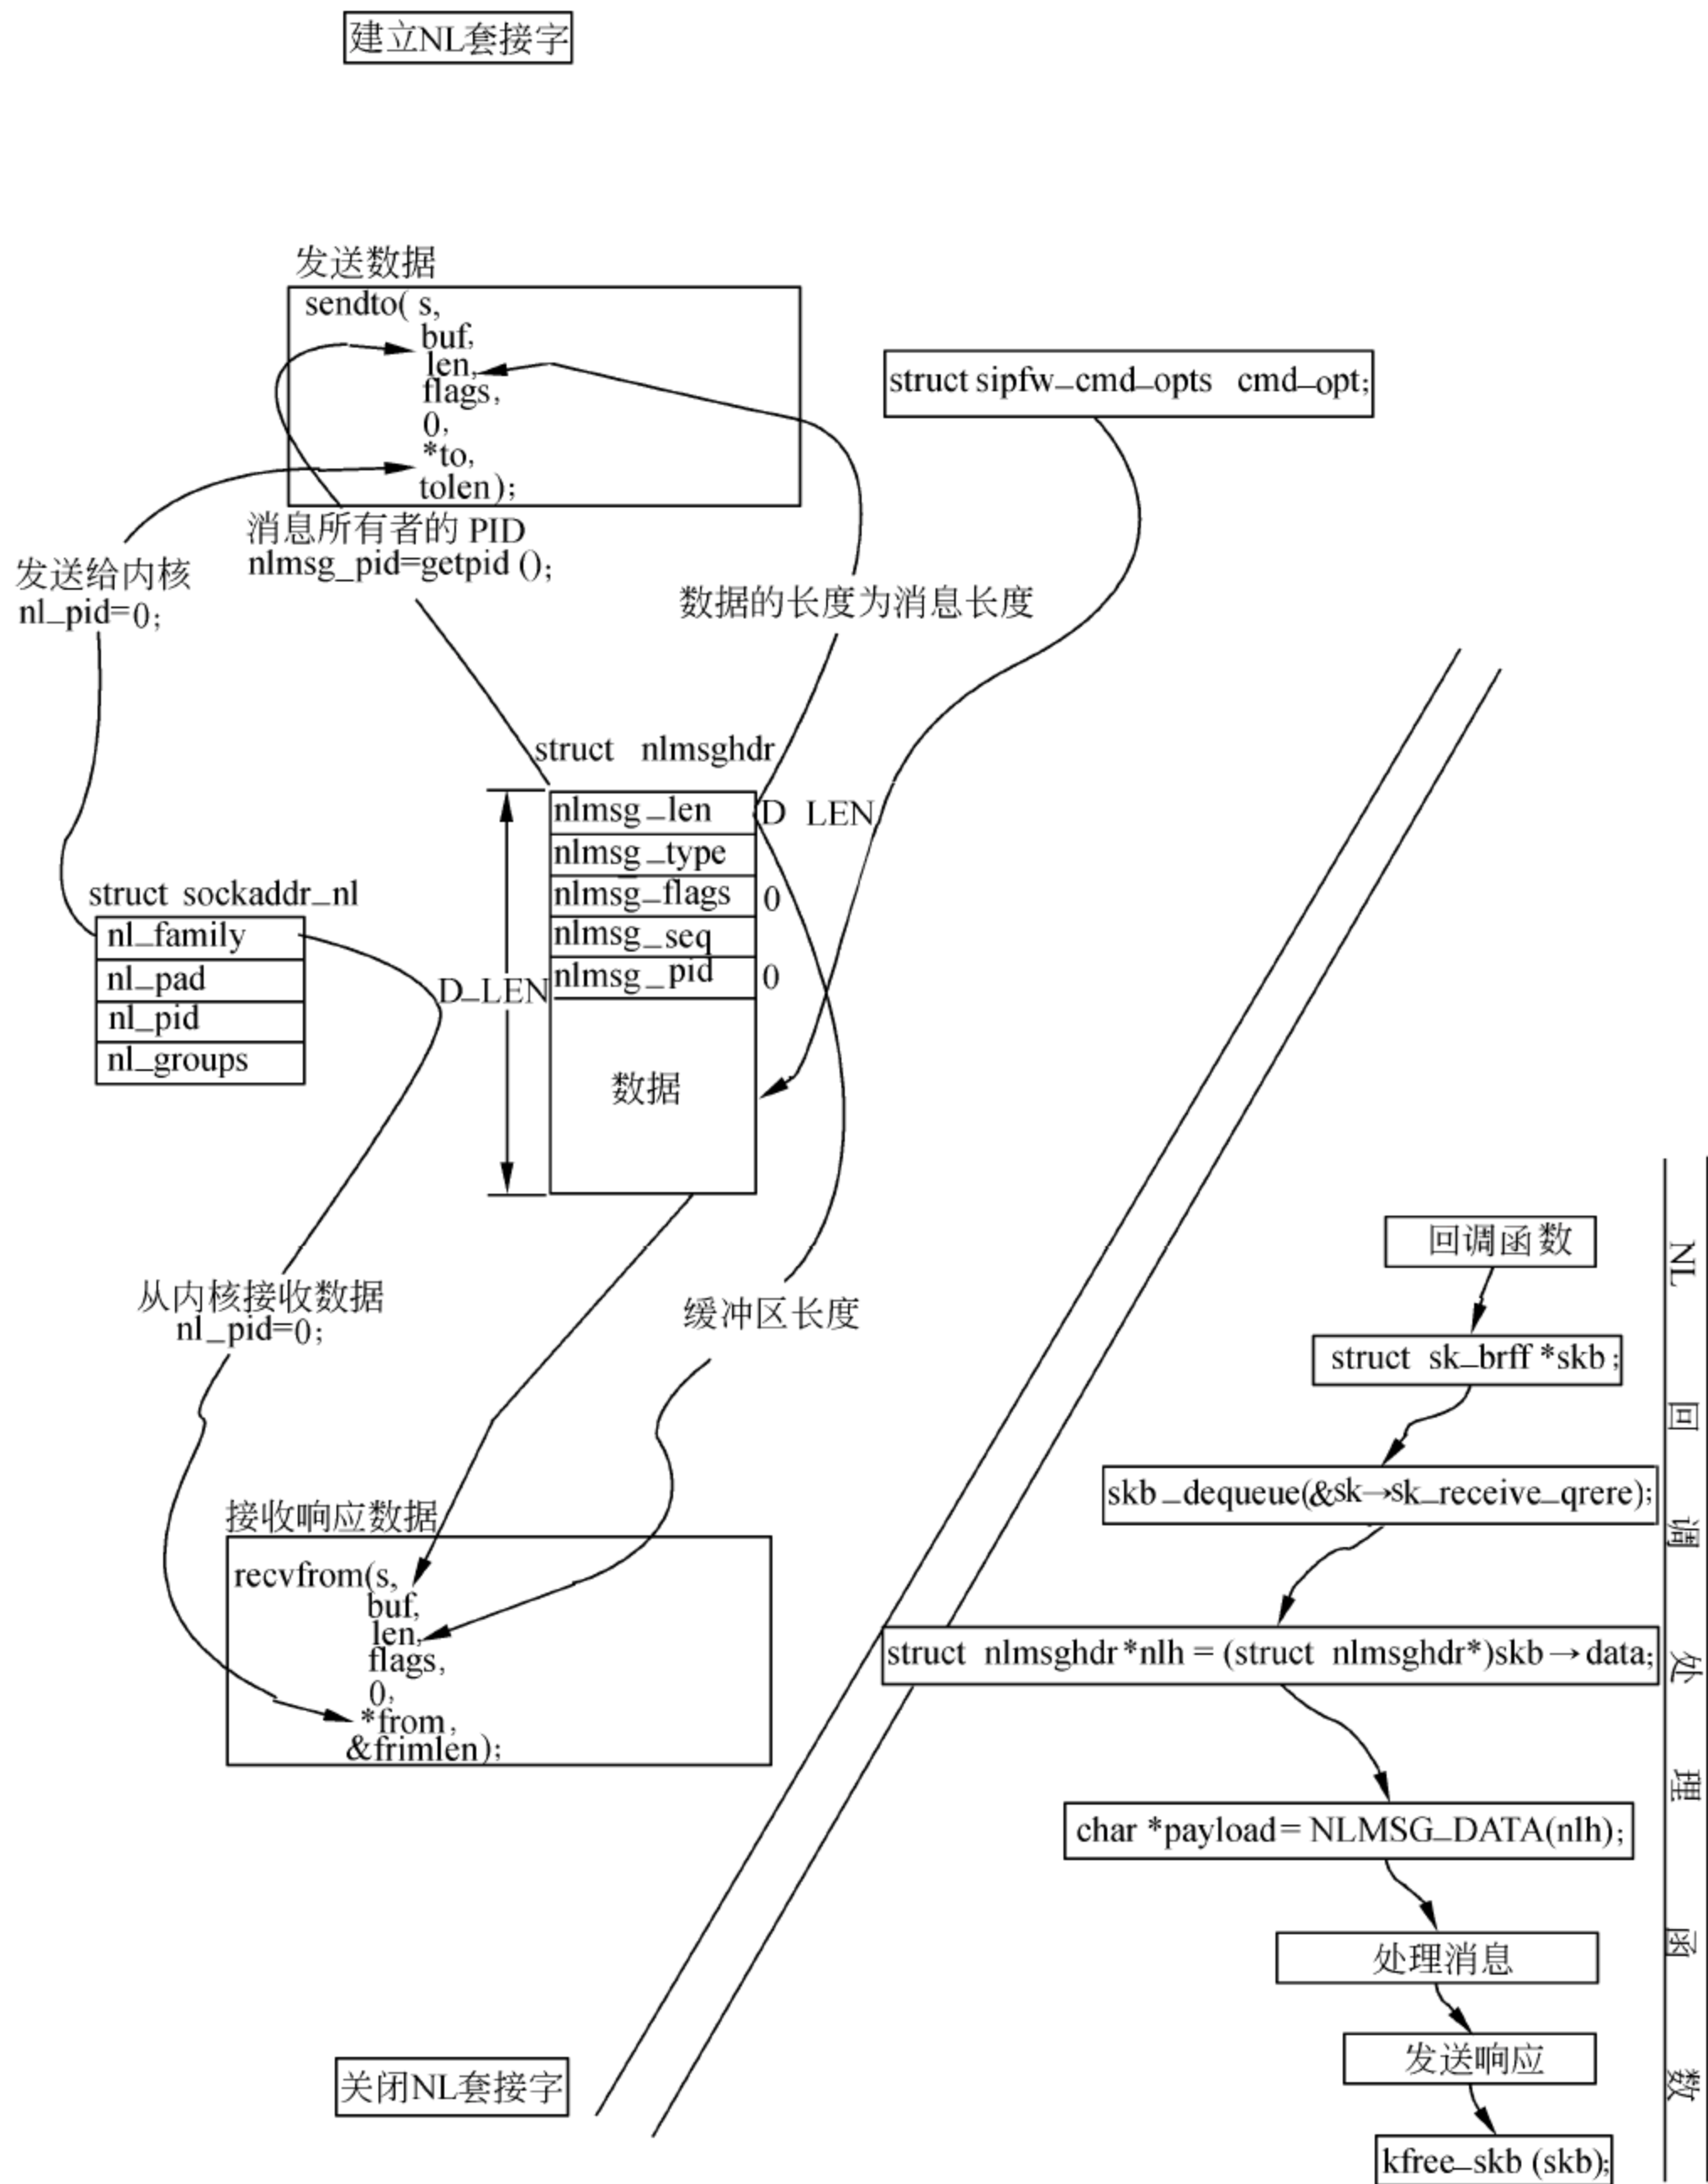 建立NL套接字
发送数据
sendto( s,
buf,
len,
flags,
0,
*to,
tolen);
struct sipfw_cmd_opts cmd_opt;
消息所有者的 PID
nlmsg_pid=getpid ();
发送给内核
nl_pid=0;
数据的长度为消息长度
struct nlmsghdr
nlmsg_len
D LEN
nlmsg_type
nlmsg_flags
0
nlmsg_seq
nlmsg_pid
0
D_LEN
数据
struct sockaddr_nl
nl_family
nl_pad
nl_pid
nl_groups
从内核接收数据
nl_pid=0;
缓冲区长度
接收响应数据
recvfrom(s,
buf,
len,
flags,
0,
*from,
&frimlen);
关闭NL套接字
回调函数
struct sk_brff *skb;
skb_dequeue(&sk→sk_receive_qrere);
struct nlmsghdr*nlh = (struct nlmsghdr*)skb→data;
char *payload= NLMSG_DATA(nlh);
处理消息
发送响应
kfree_skb (skb);
NL回调处理函数